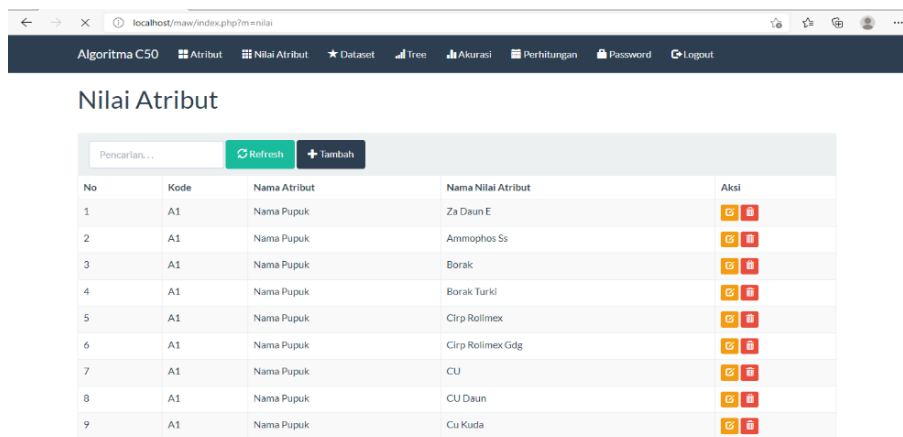 localhost/maw/index.php?m=nilai
Algoritma C50 Atribut Nilai Atribut Dataset Tree Akurasi Perhitungan Password Logout
Nilai Atribut
Pencarian... Refresh Tambah
No Kode Nama Atribut Nama Nilai Atribut Aksi
1 A1 Nama Pupuk Za Daun E
2 A1 Nama Pupuk Ammophos Ss
3 A1 Nama Pupuk Borak
4 A1 Nama Pupuk Borak Turki
5 A1 Nama Pupuk Cirp Rolimex
6 A1 Nama Pupuk Cirp Rolimex Gdg
7 A1 Nama Pupuk CU
8 A1 Nama Pupuk CU Daun
9 A1 Nama Pupuk Cu Kuda